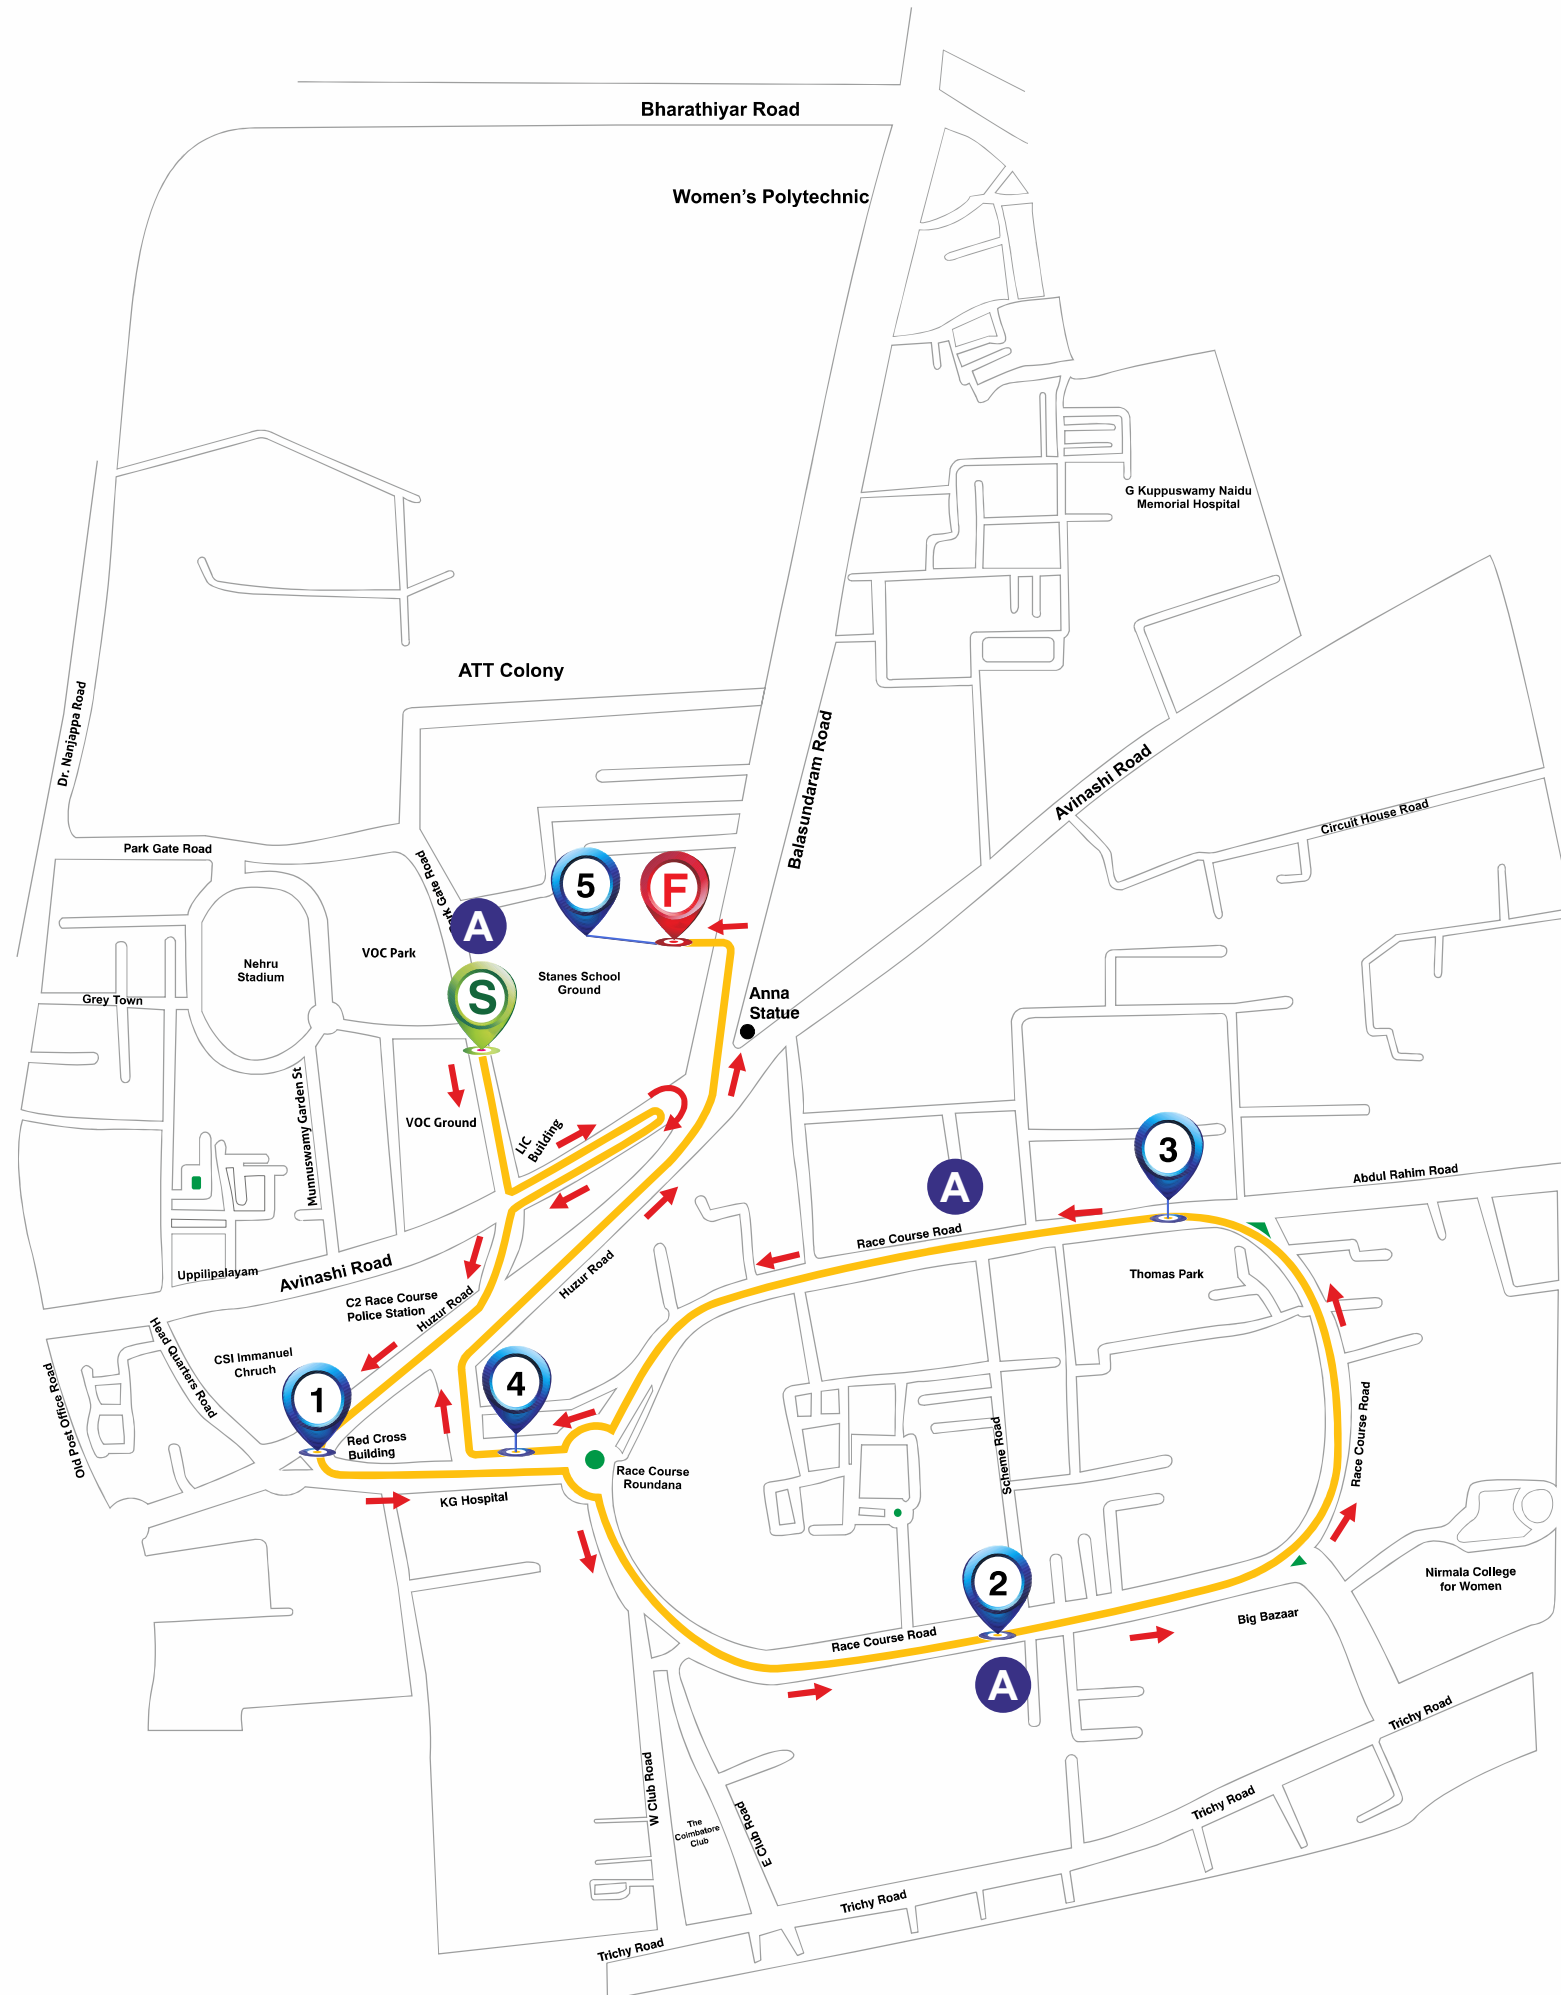 Bharathiyar Road
Women's Polytechnic
G Kuppuswamy Naidu
Memorial Hospital
ATT Colony
Dr. Nanjappa Road
Balasundaram Road
Avinashi Road
Circuit House Road
Park Gate Road
Park Gate Road
5
F
A
VOC Park
Nehru
Stadium
Stanes School
Ground
S
Grey Town
Anna
Statue
Munnuswamy Garden St
VOC Ground
LIC
Building
3
A
Abdul Rahim Road
Race Course Road
Uppilipalayam
Avinashi Road
Huzur Road
Thomas Park
C2 Race Course
Police Station
Huzur Road
Head Quarters Road
CSI Immanuel
Chruch
Old Post Office Road
1
4
Red Cross
Building
Race Course Road
Scheme Road
Race Course
Roundana
KG Hospital
2
Nirmala College
for Women
Big Bazaar
Race Course Road
A
Trichy Road
W Club Road
The
Coimbatore
Club
E Club Road
Trichy Road
Trichy Road
Trichy Road